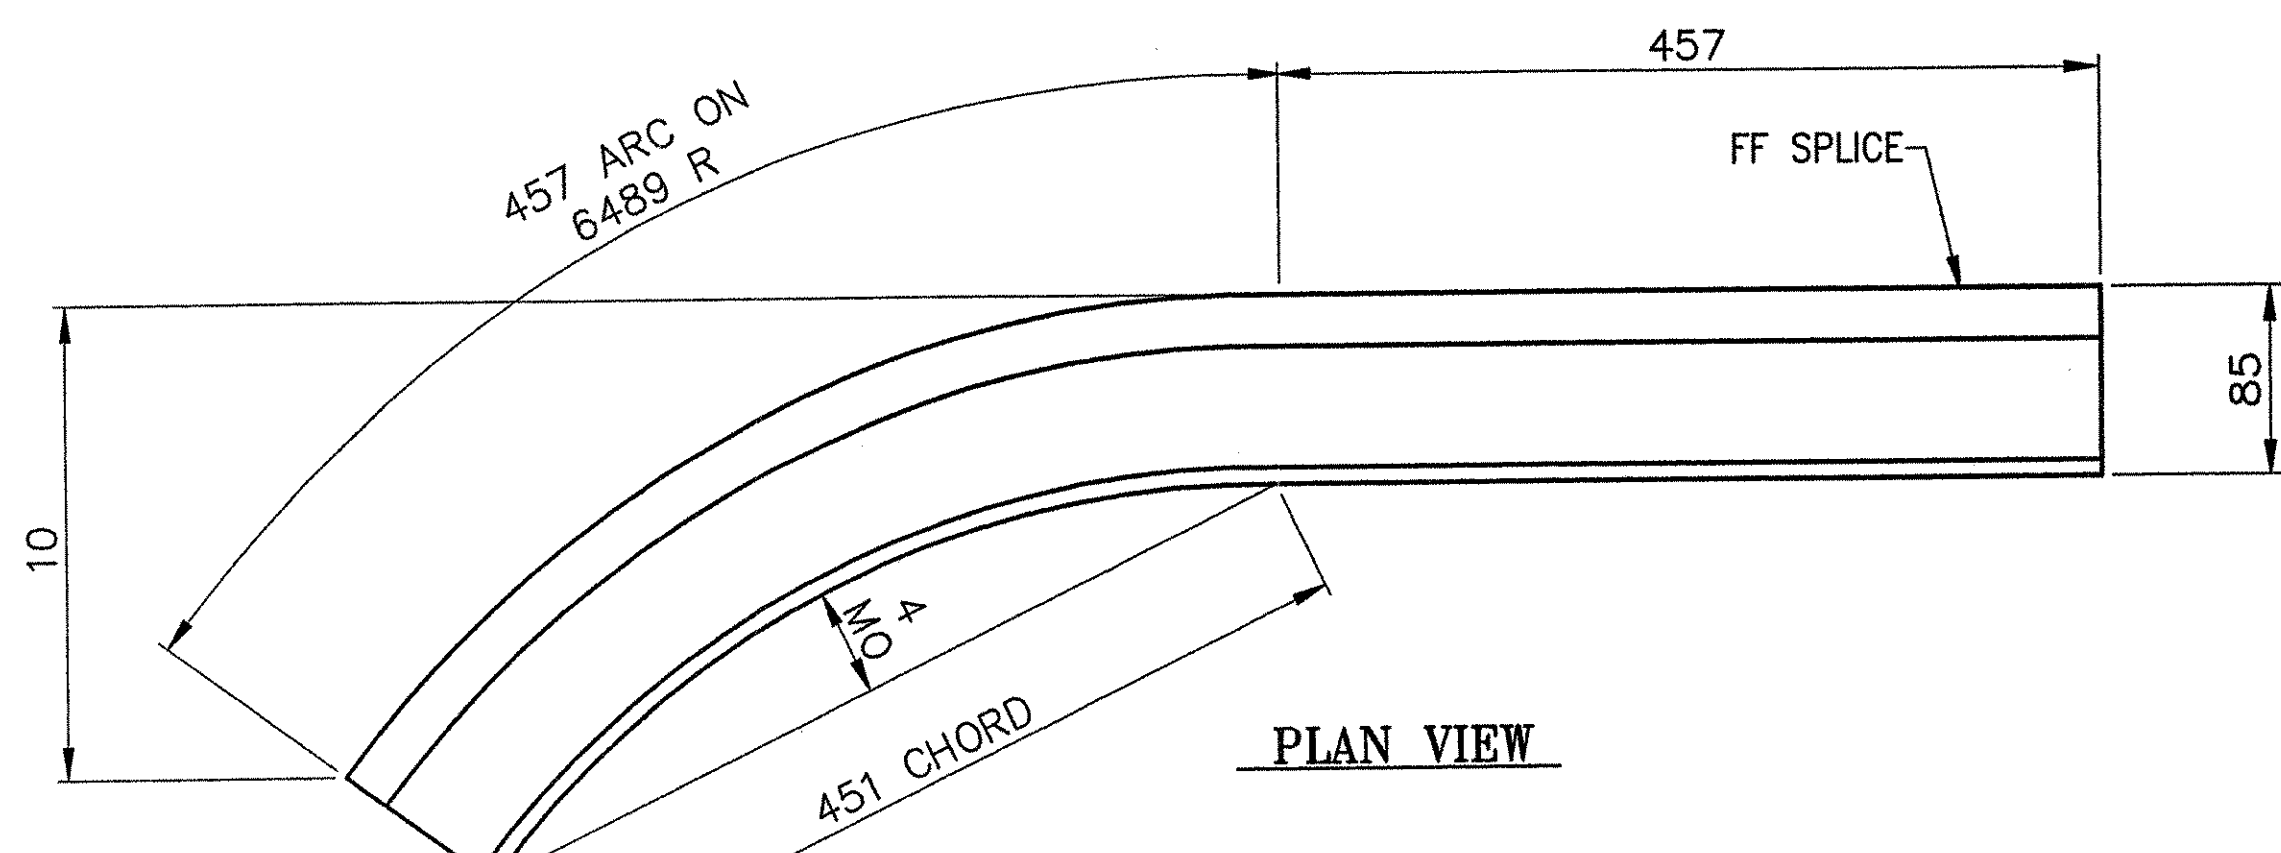 457
457 ARC ON
6489 R
FF SPLICE
85
10
4
MO
451 CHORD
PLAN VIEW